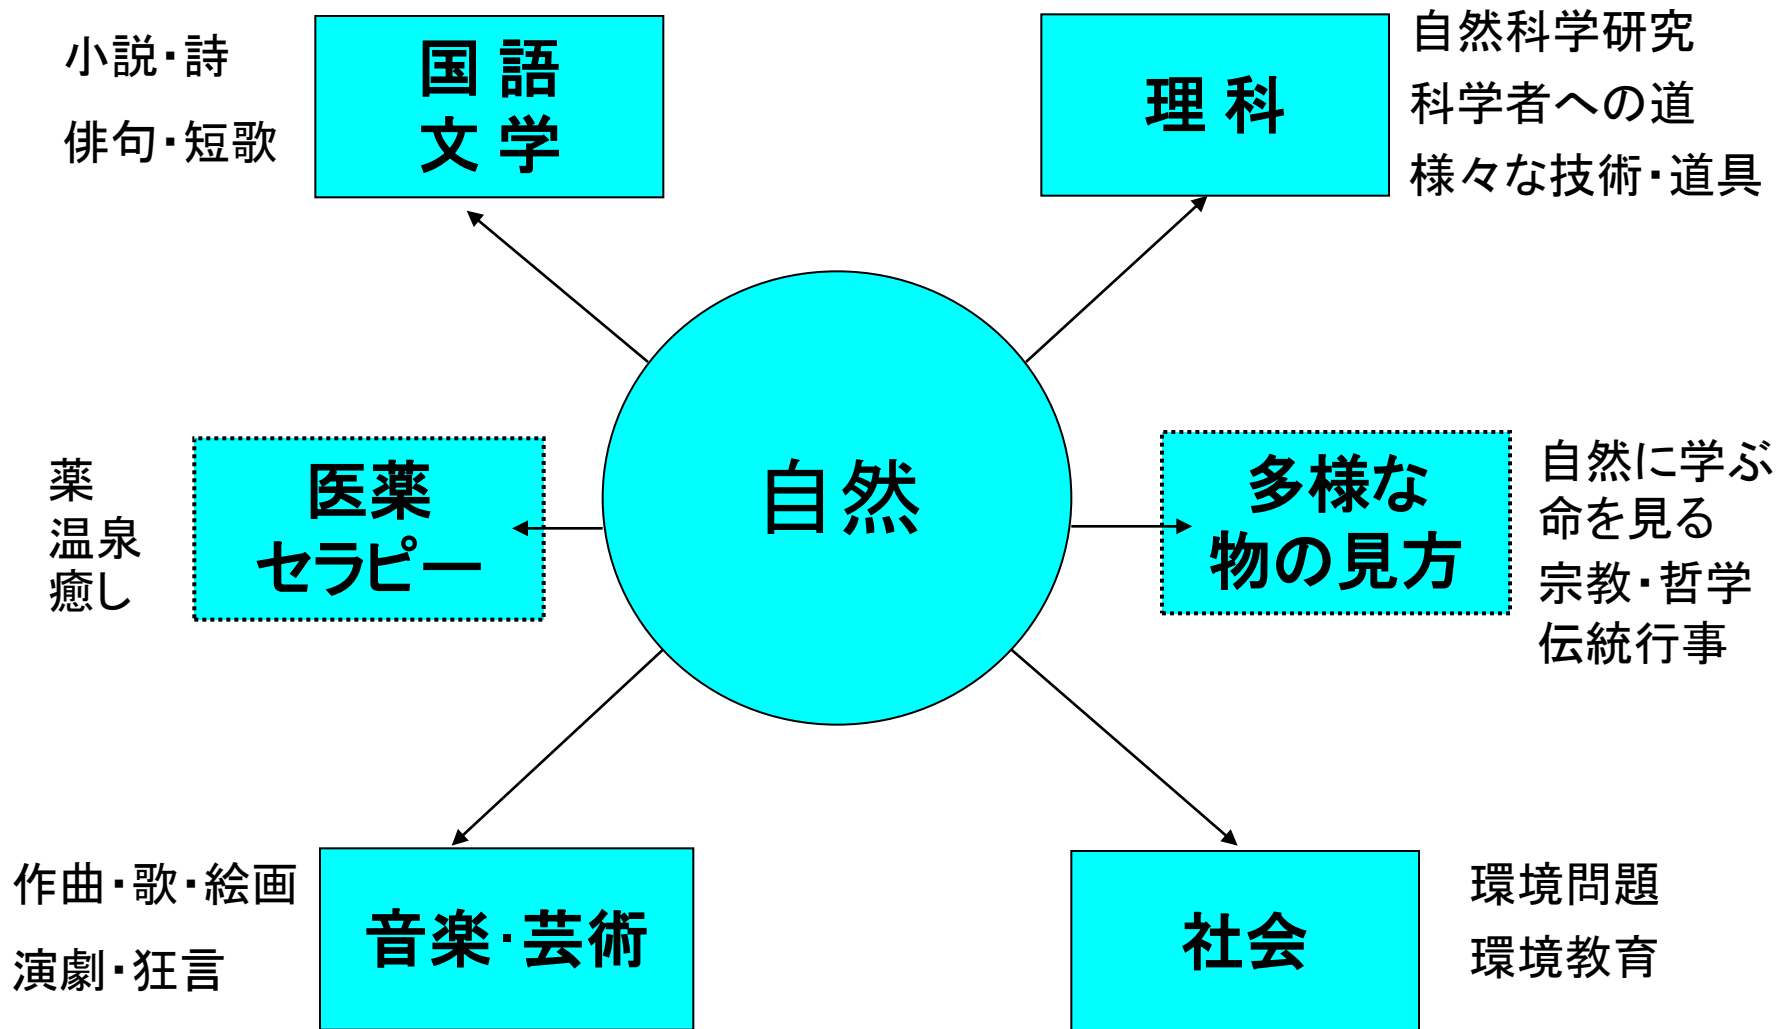 小説・詩
俳句・短歌
国 語
文 学
理 科
自然科学研究
科学者への道
様々な技術・道具
薬
温泉
癒し
医薬
セラピー
自然
多様な
物の見方
自然に学ぶ
命を見る
宗教・哲学
伝統行事
作曲・歌・絵画
演劇・狂言
音楽・芸術
社会
環境問題
環境教育